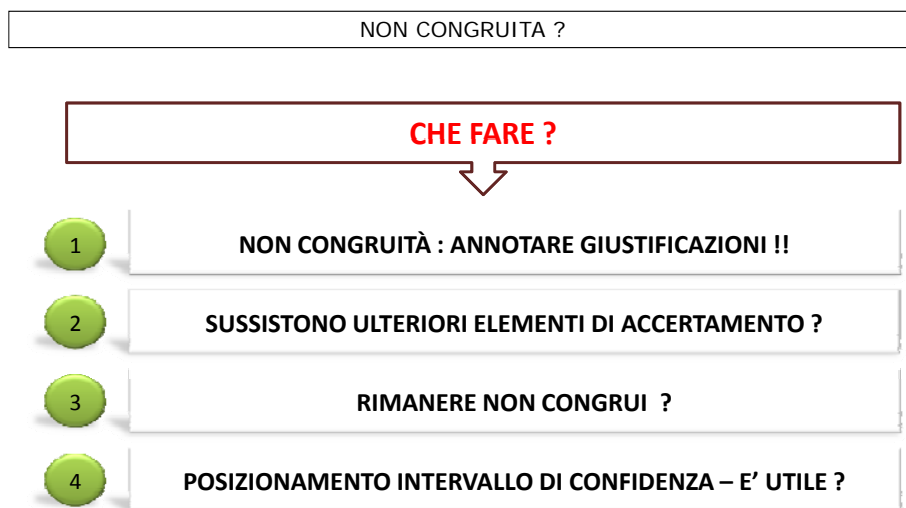 NON CONGRUITA ?
CHE FARE ?
1 NON CONGRUITÀ : ANNOTARE GIUSTIFICAZIONI !!
2 SUSSISTONO ULTERIORI ELEMENTI DI ACCERTAMENTO ?
3 RIMANERE NON CONGRUI ?
4 POSIZIONAMENTO INTERVALLO DI CONFIDENZA – E’ UTILE ?